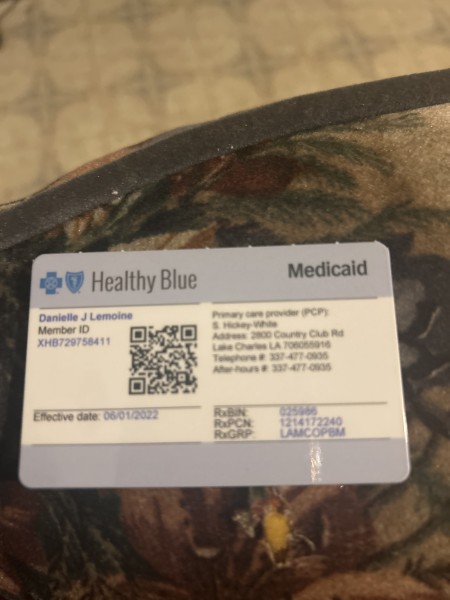 Healthy Blue
Medicaid
Danielle J Lemoine
Member ID
XHB729758411
Primary care provider (PCP):
S. Hickey-White
Address: 2800 Country Club Rd
Lake Charles LA 706055916
Telephone #: 337-477-0935
After-hours #: 337-477-0935
Effective date: 06/01/2022
RxBIN: 025986
RxPCN: 1214172240
RxGRP: LAMCOPBM